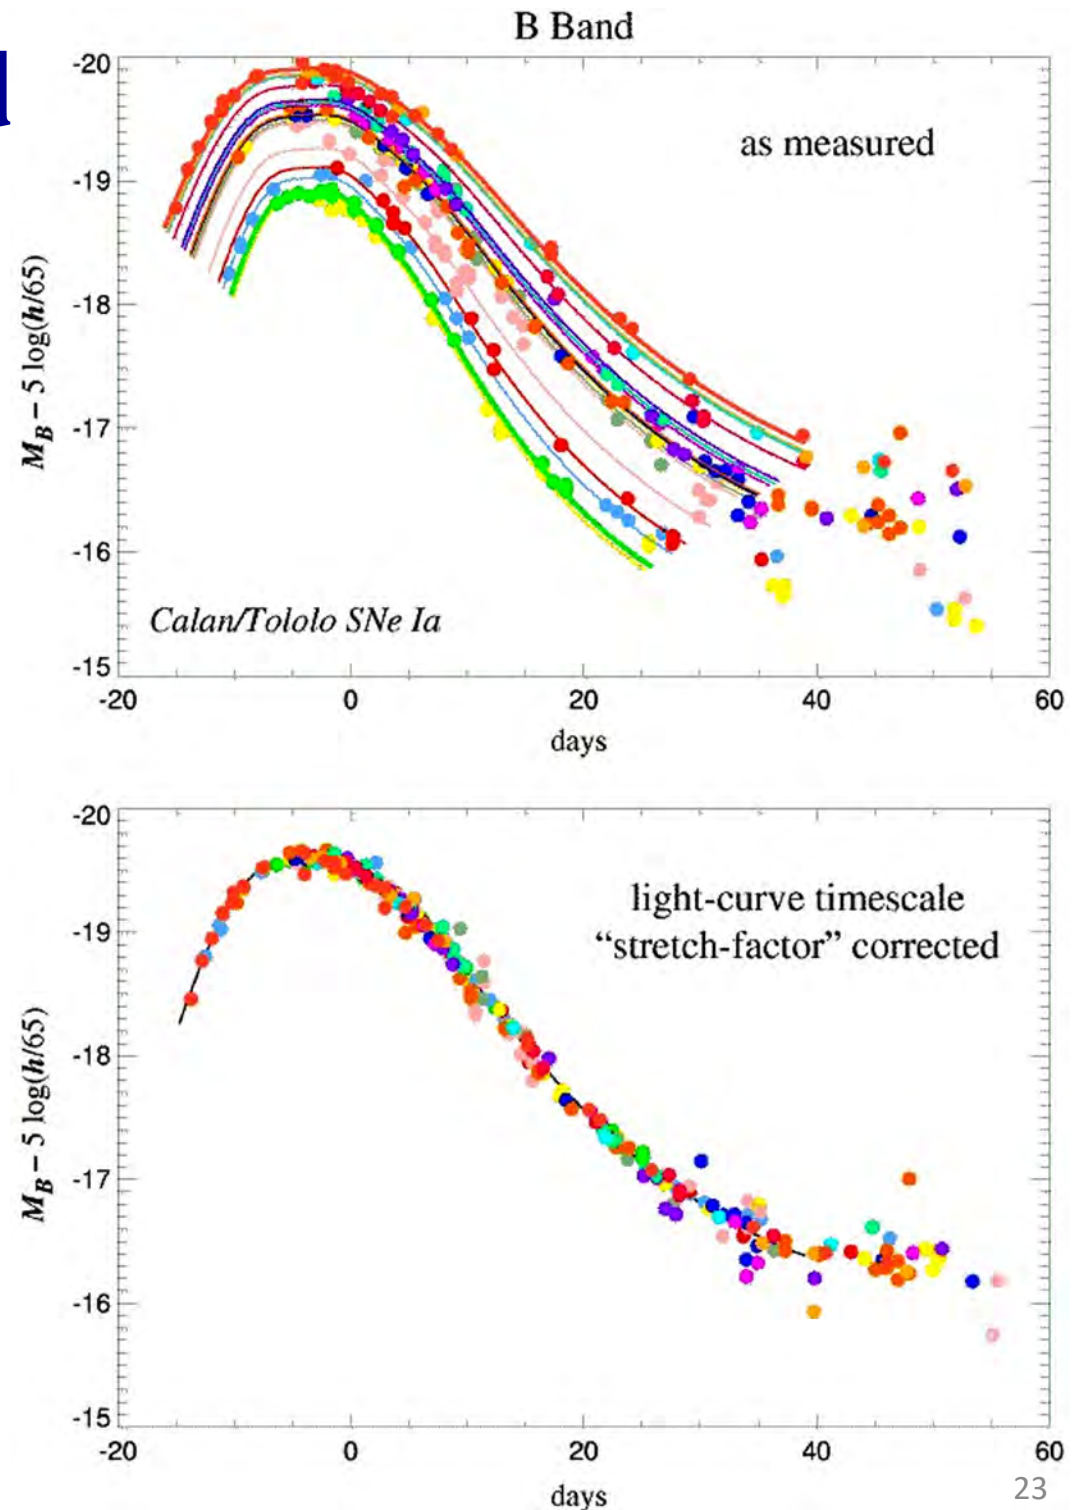 B Band
-20
-19
-18
-17
-16
-15
M_B – 5 log(h/65)
as measured
Calan/Tololo SNe Ia
-20 0 20 40 60
days
-20
-19
-18
-17
-16
-15
M_B – 5 log(h/65)
light-curve timescale
“stretch-factor” corrected
-20 0 20 40 60
days
23